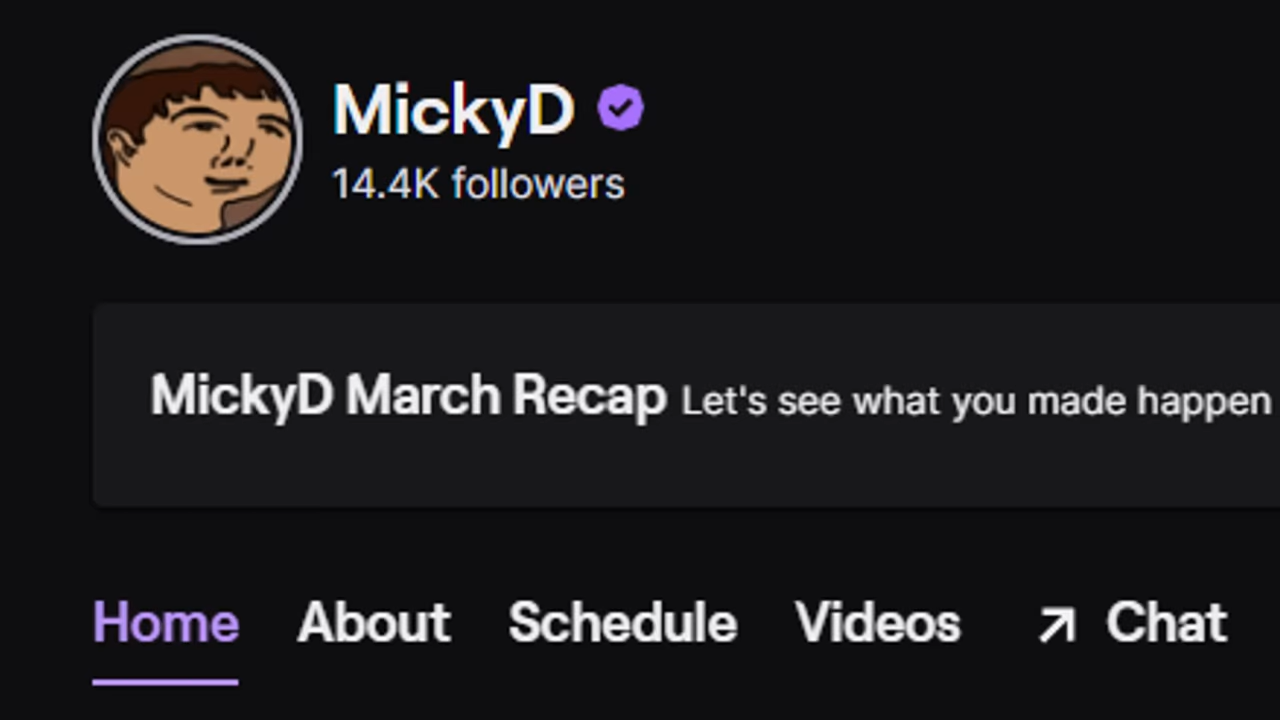 MickyD
14.4K followers
MickyD March Recap Let's see what you made happen
Home About Schedule Videos Chat